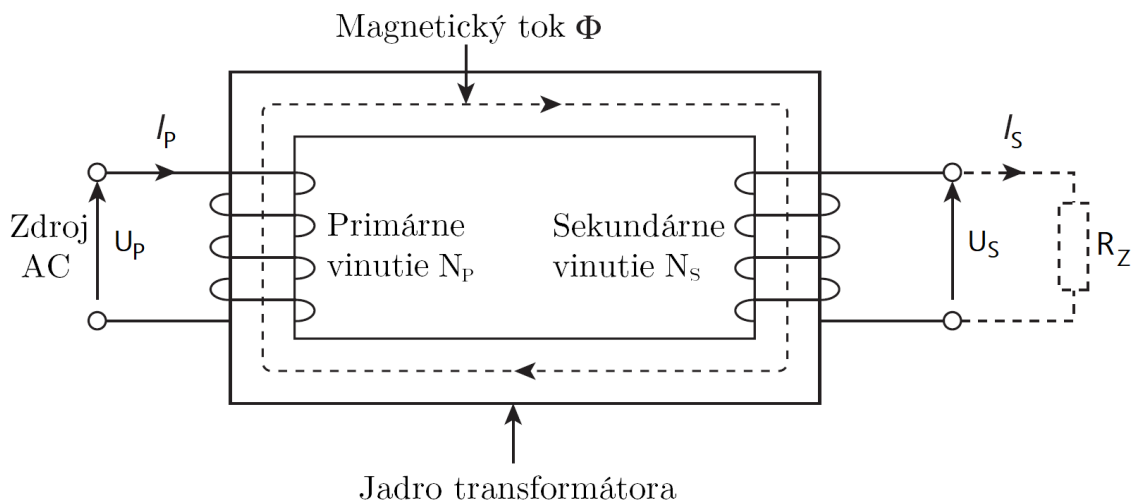 Magnetický tok Φ
I_P
I_S
Zdroj
AC
U_P
Primárne
vinutie N_P
Sekundárne
vinutie N_S
U_S
R_Z
Jadro transformátora